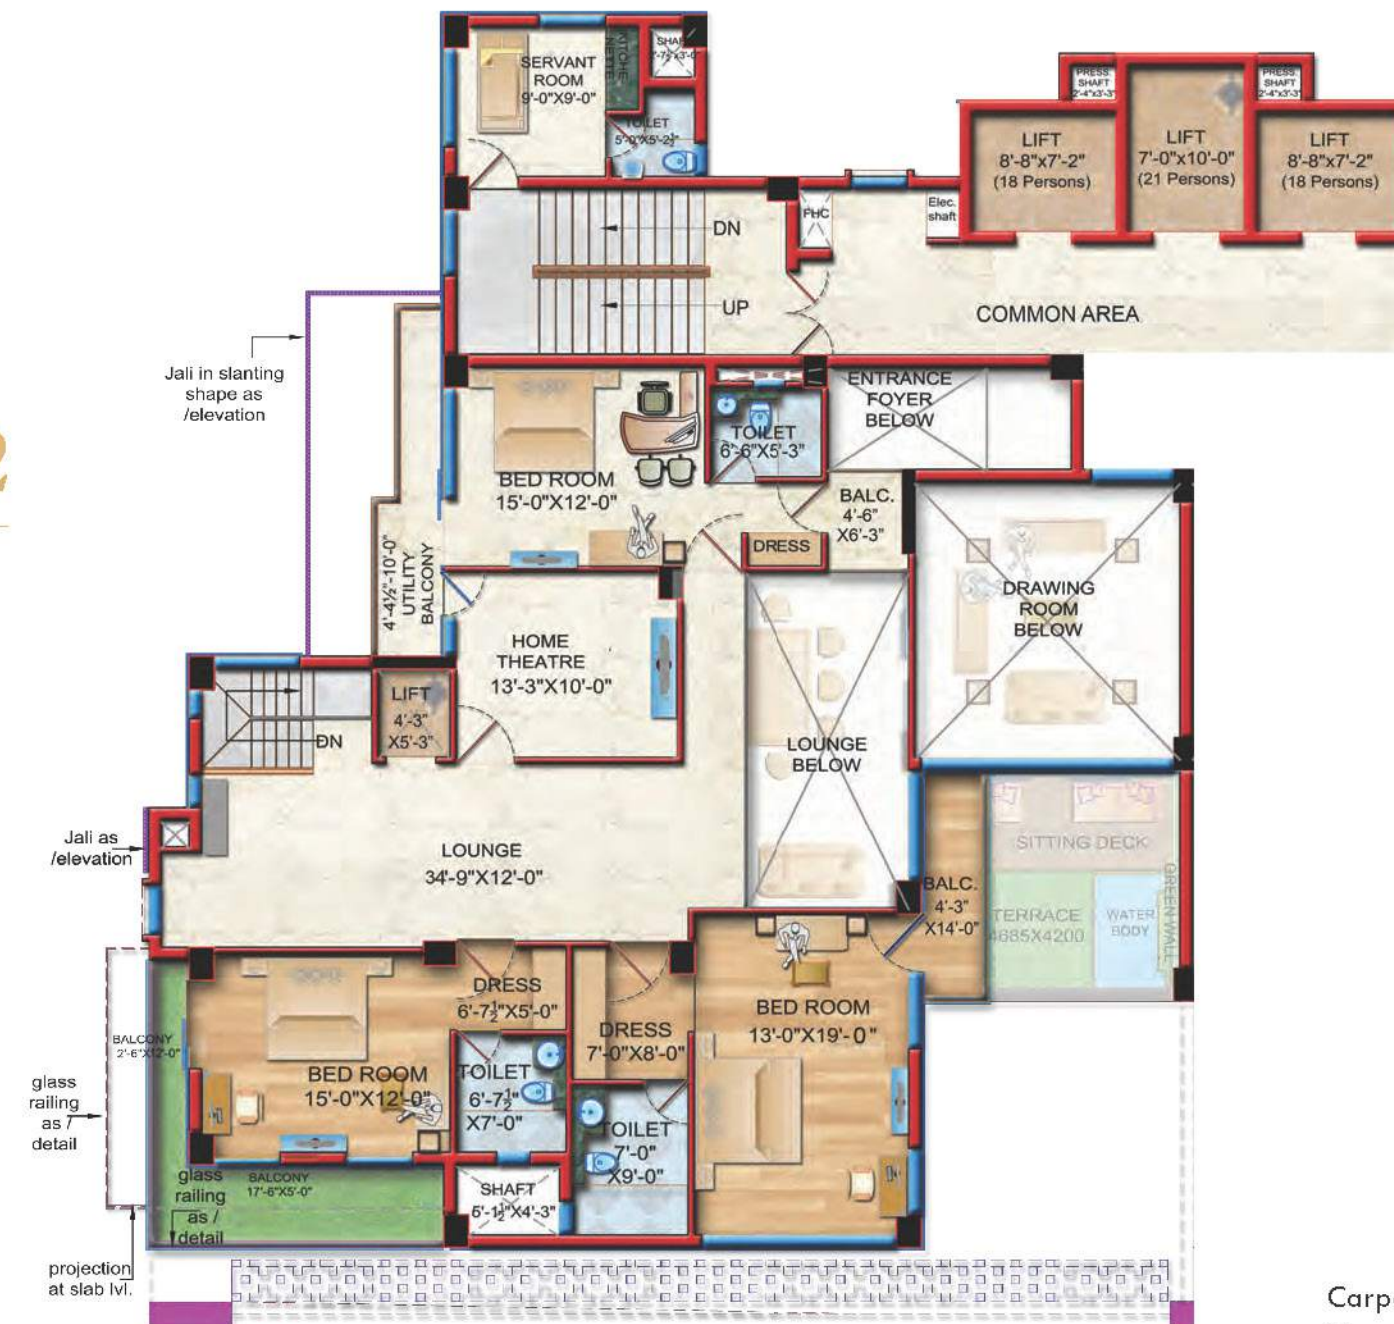 SERVANT
ROOM
9'-0"X9'-0"
KITCHE
NETTE
SHAFT
TOILET
5'-0"X5'-2½"
PRESS.
SHAFT
2'-4"x3'-3"
LIFT
8'-8"x7'-2"
(18 Persons)
LIFT
7'-0"x10'-0"
(21 Persons)
PRESS.
SHAFT
2'-4"x3'-3"
LIFT
8'-8"x7'-2"
(18 Persons)
DN
UP
FHC
Elec.
shaft
COMMON AREA
Jali in slanting
shape as
/elevation
2
ENTRANCE
FOYER
BELOW
TOILET
6'-6"X5'-3"
BED ROOM
15'-0"X12'-0"
BALC.
4'-6"
X6'-3"
DRESS
4'-4½"-10'-0"
UTILITY
BALCONY
DRAWING
ROOM
BELOW
HOME
THEATRE
13'-3"X10'-0"
LIFT
4'-3"
X5'-3"
DN
LOUNGE
BELOW
Jali as
/elevation
LOUNGE
34'-9"X12'-0"
SITTING DECK
BALC.
4'-3"
X14'-0"
TERRACE
4685X4200
WATER
BODY
GREEN WALL
DRESS
6'-7½"X5'-0"
BED ROOM
13'-0"X19'-0"
DRESS
7'-0"X8'-0"
BALCONY
2'-6"X12'-0"
BED ROOM
15'-0"X12'-0"
TOILET
6'-7½"
X7'-0"
glass
railing
as /
detail
TOILET
7'-0"
X9'-0"
BALCONY
17'-6"X5'-0"
glass
railing
as /
detail
SHAFT
5'-1½"X4'-3"
projection
at slab lvl.
Carp